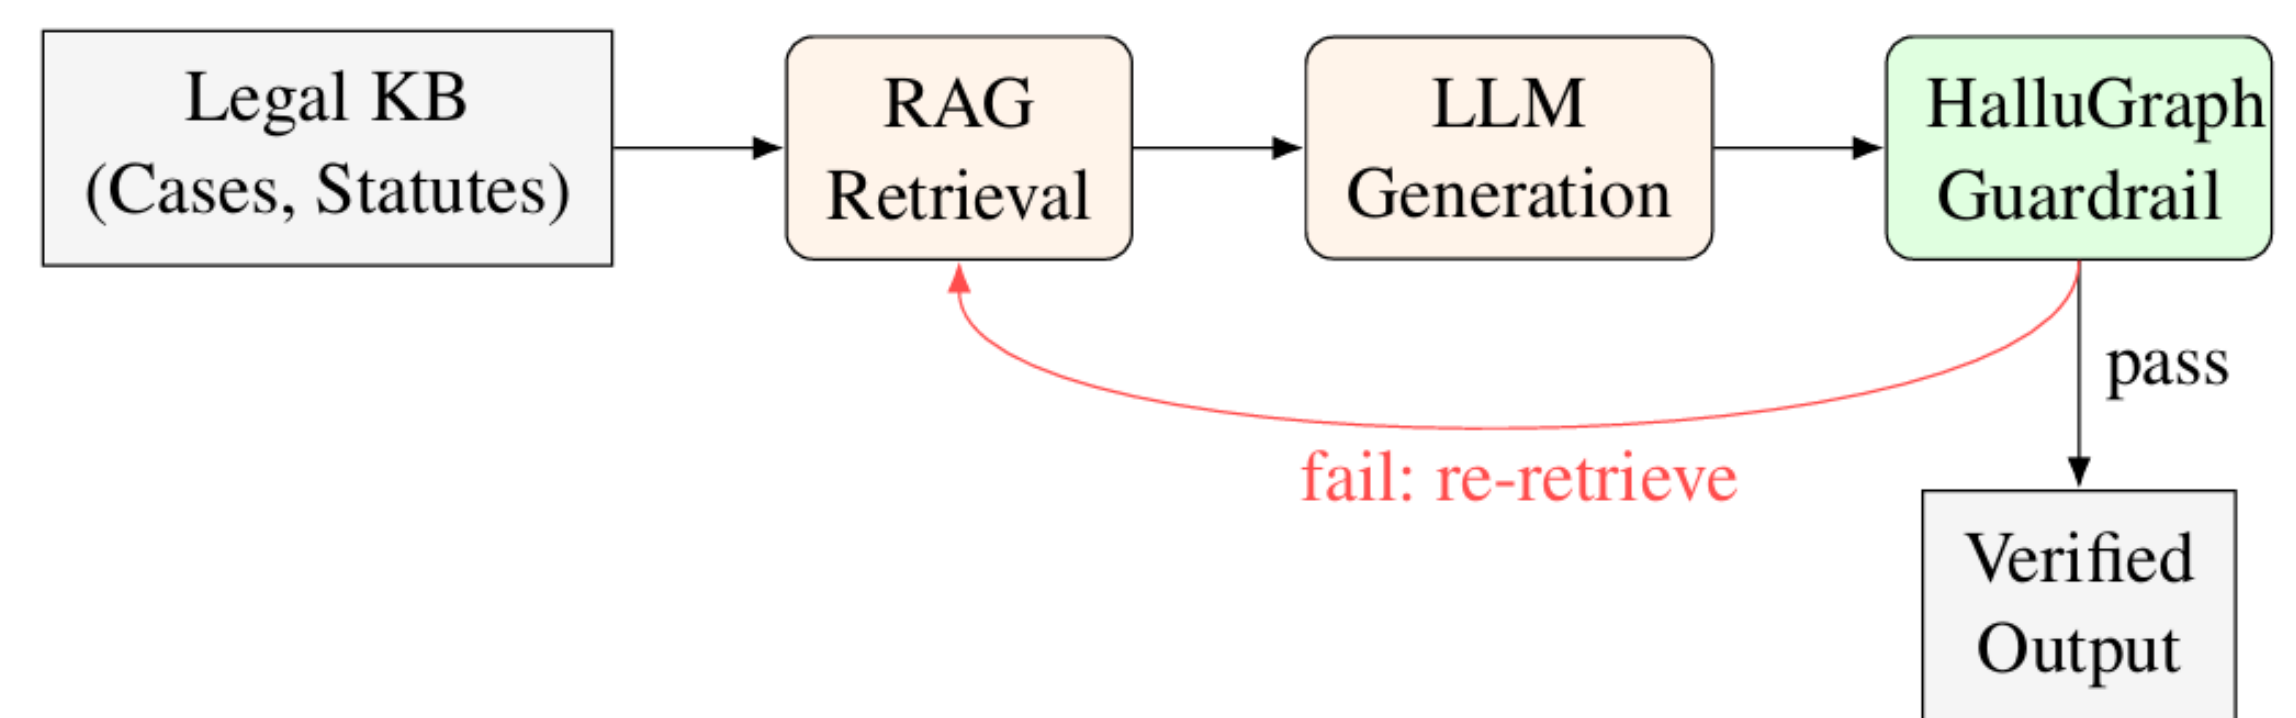 Legal KB
(Cases, Statutes)
RAG
Retrieval
LLM
Generation
HalluGraph
Guardrail
pass
fail: re-retrieve
Verified
Output